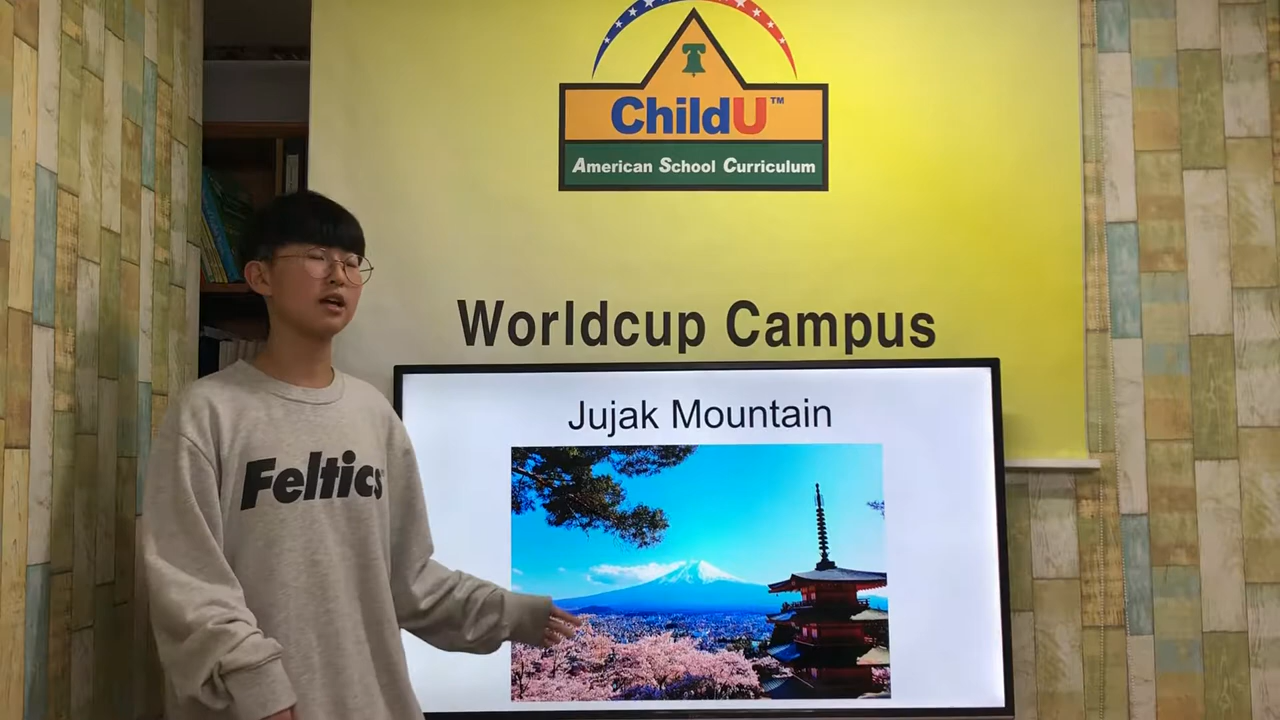 ChildU™
American School Curriculum
Worldcup Campus
Feltics
Jujak Mountain